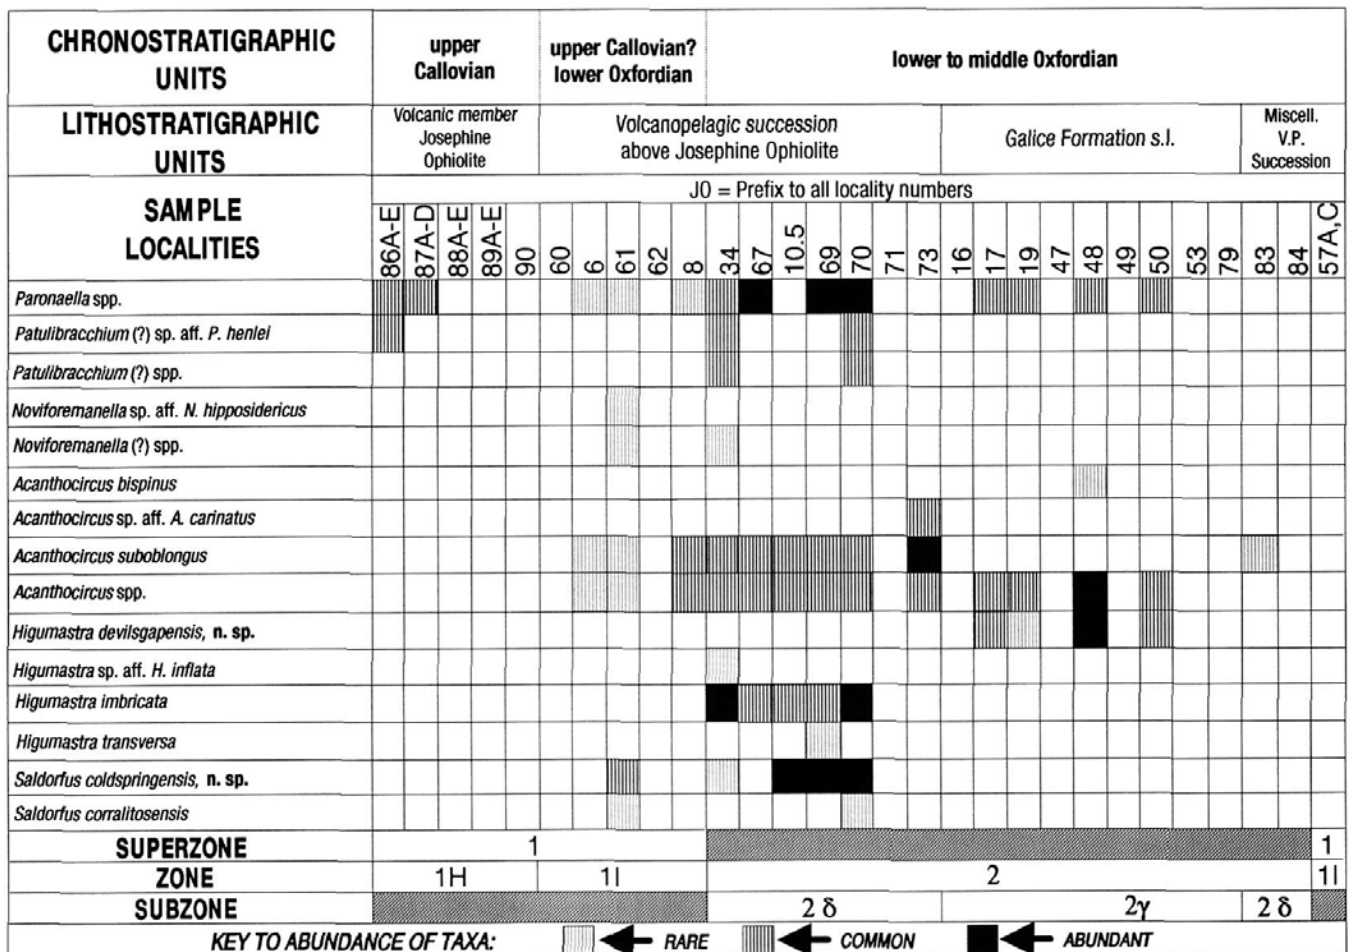 CHRONOSTRATIGRAPHIC
UNITS
upper
Callovian
upper Callovian?
lower Oxfordian
lower to middle Oxfordian
LITHOSTRATIGRAPHIC
UNITS
Volcanic member
Josephine
Ophiolite
Volcanopelagic succession
above Josephine Ophiolite
Galice Formation s.l.
Miscell.
V.P.
Succession
SAMPLE
LOCALITIES
JO = Prefix to all locality numbers
86A-E 87A-D 88A-E 89A-E 90 60 6 61 62 8 34 67 10.5 69 70 71 73 16 17 19 47 48 49 50 53 79 83 84 57A,C
Paronaella spp.
Patulibracchium (?) sp. aff. P. henlei
Patulibracchium (?) spp.
Noviforemanella sp. aff. N. hipposidericus
Noviforemanella (?) spp.
Acanthocircus bispinus
Acanthocircus sp. aff. A. carinatus
Acanthocircus suboblongus
Acanthocircus spp.
Higumastra devilsgapensis, n. sp.
Higumastra sp. aff. H. inflata
Higumastra imbricata
Higumastra transversa
Saldorfus coldspringensis, n. sp.
Saldorfus corralitosensis
SUPERZONE 1 1
ZONE 1H 1I 2 1I
SUBZONE 2 δ 2γ 2 δ
KEY TO ABUNDANCE OF TAXA: RARE COMMON ABUNDANT